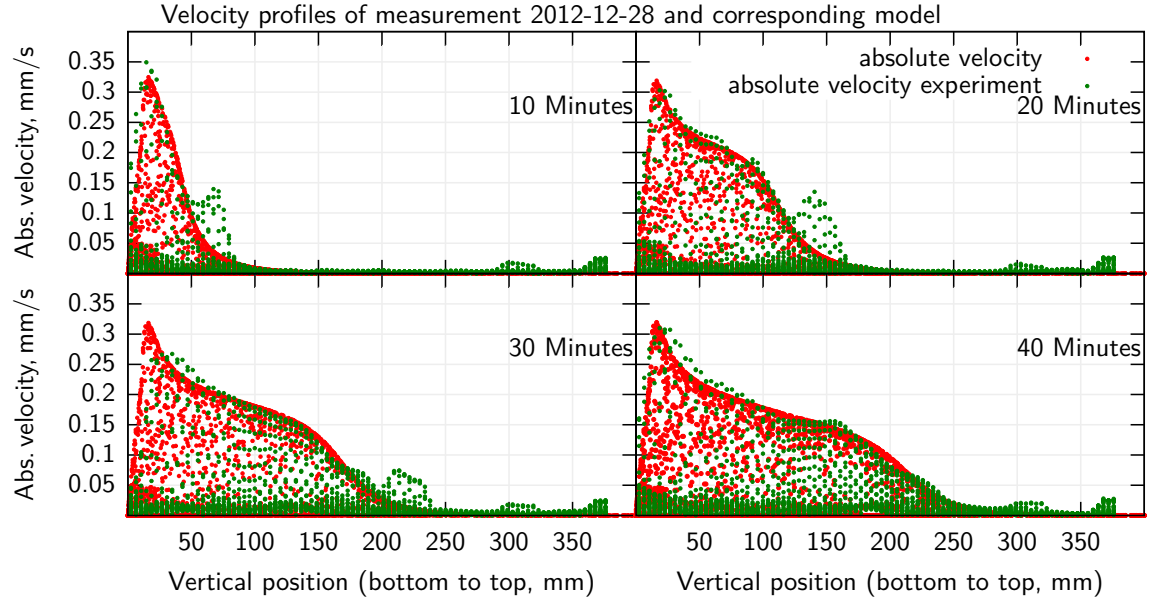 Velocity profiles of measurement 2012-12-28 and corresponding model
absolute velocity
absolute velocity experiment
10 Minutes
20 Minutes
Abs. velocity, mm/s
0.35
0.3
0.25
0.2
0.15
0.1
0.05
30 Minutes
40 Minutes
Abs. velocity, mm/s
0.35
0.3
0.25
0.2
0.15
0.1
0.05
50 100 150 200 250 300 350 50 100 150 200 250 300 350
Vertical position (bottom to top, mm) Vertical position (bottom to top, mm)